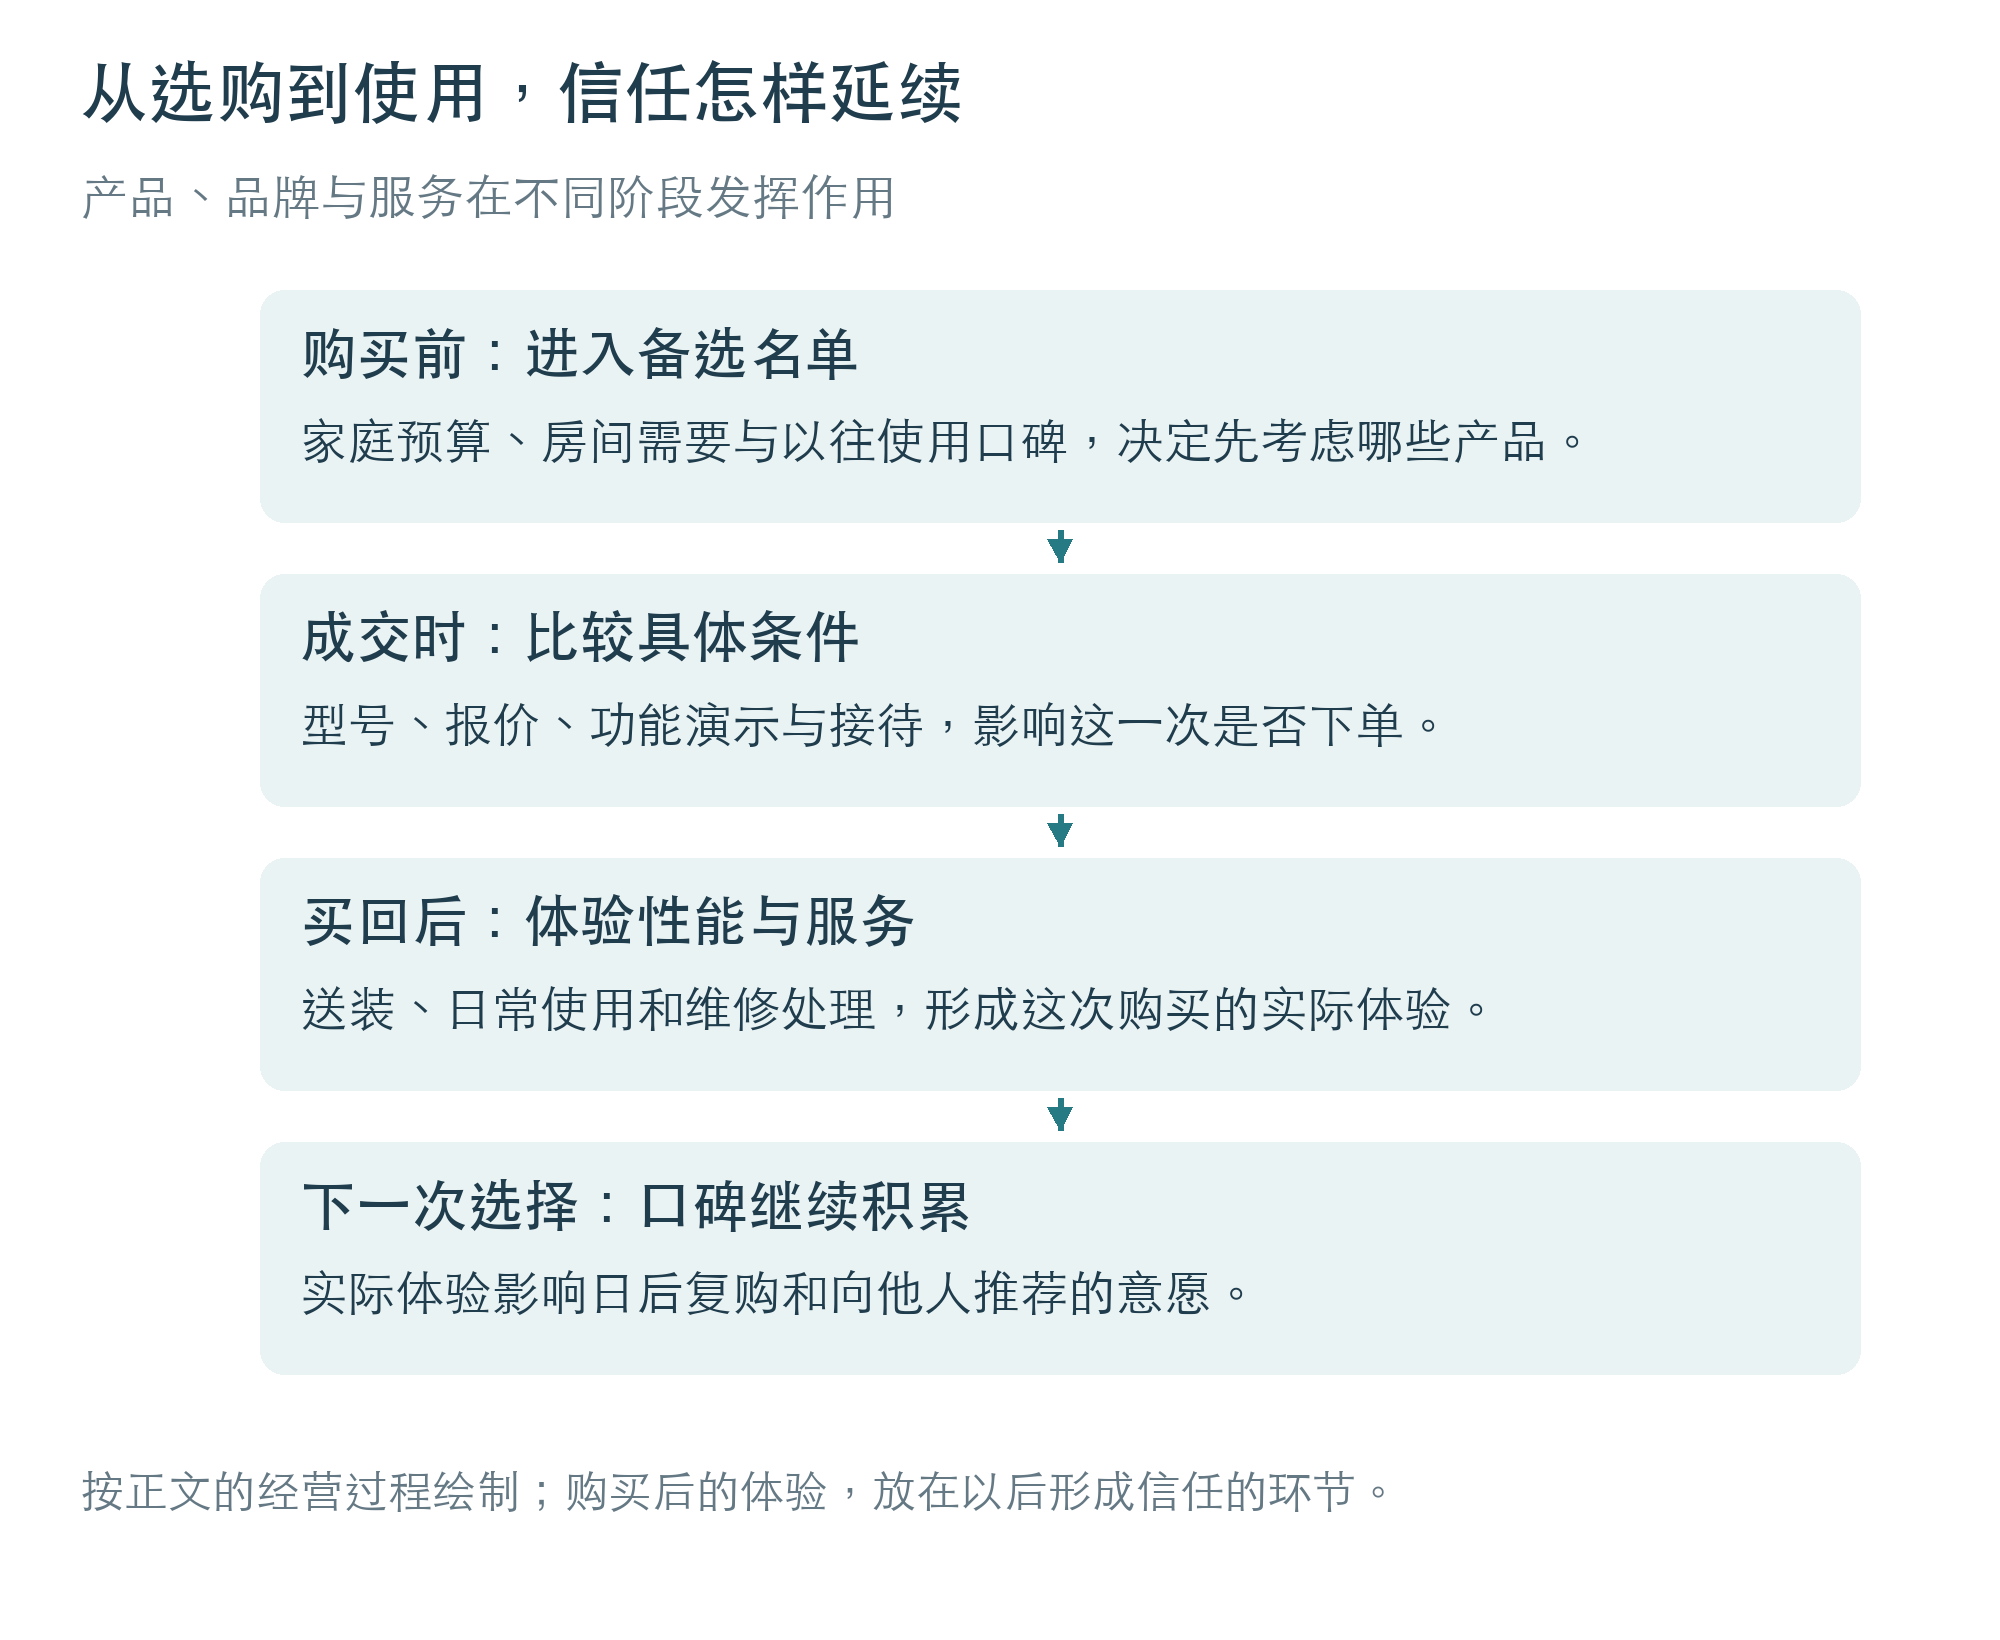 从选购到使用，信任怎样延续
产品、品牌与服务在不同阶段发挥作用
购买前：进入备选名单
家庭预算、房间需要与以往使用口碑，决定先考虑哪些产品。
成交时：比较具体条件
型号、报价、功能演示与接待，影响这一次是否下单。
买回后：体验性能与服务
送装、日常使用和维修处理，形成这次购买的实际体验。
下一次选择：口碑继续积累
实际体验影响日后复购和向他人推荐的意愿。
按正文的经营过程绘制；购买后的体验，放在以后形成信任的环节。